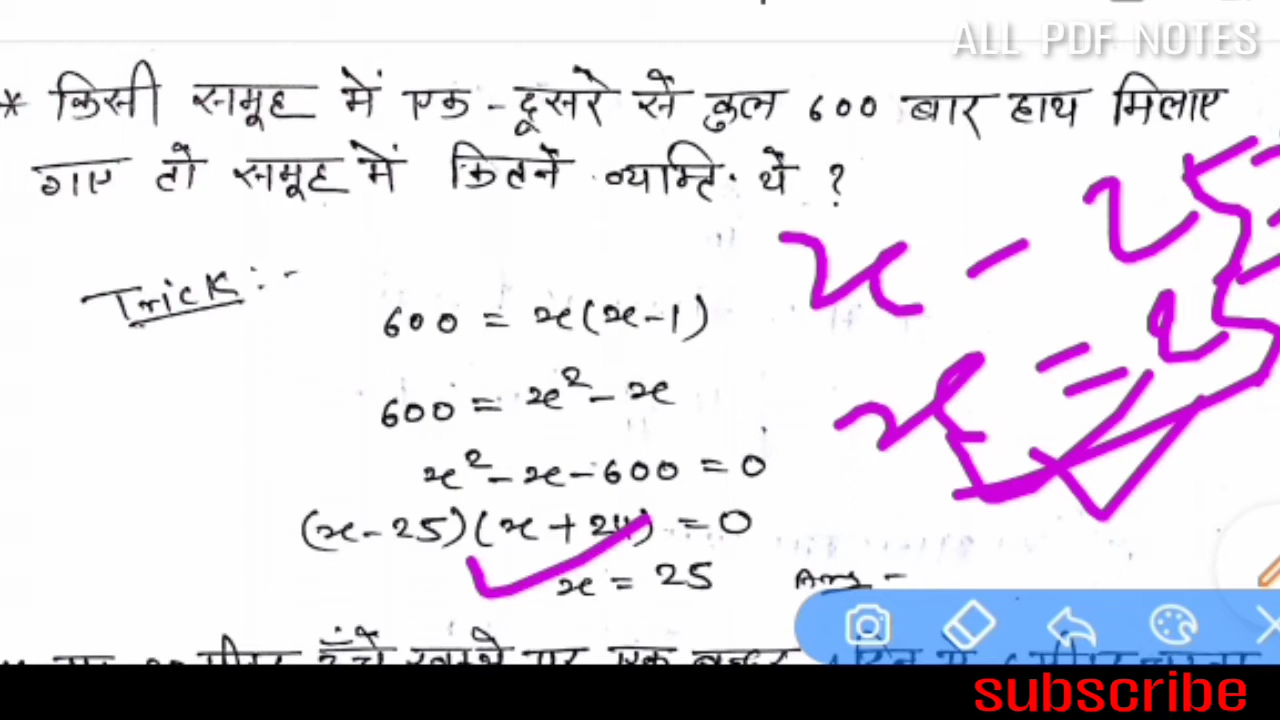 ALL PDF NOTES
* किसी समूह में एक-दूसरे से कुल 600 बार हाथ मिलाए
गए तो समूह में कितने व्यक्ति थे ?
Trick :-
600 = x(x-1)
600 = x² - x
x² - x - 600 = 0
(x - 25)(x + 24) = 0
x = 25 Ans -
x - 25
x = 25
subscribe